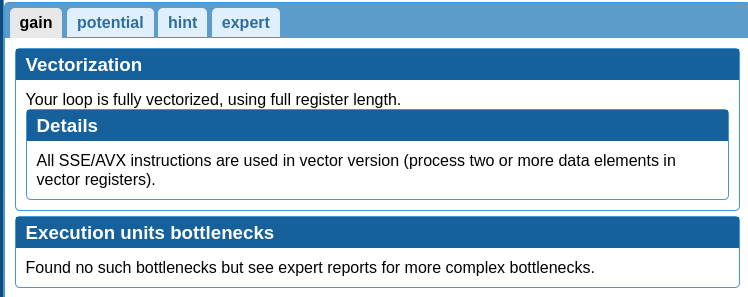 gain potential hint expert
Vectorization
Your loop is fully vectorized, using full register length.
Details
All SSE/AVX instructions are used in vector version (process two or more data elements in
vector registers).
Execution units bottlenecks
Found no such bottlenecks but see expert reports for more complex bottlenecks.